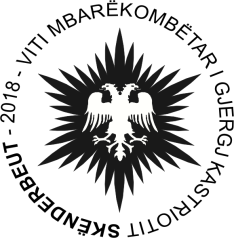 2018 - VITI MBARËKOMBËTAR I GJERGJ KASTRIOTIT SKËNDERBEUT -